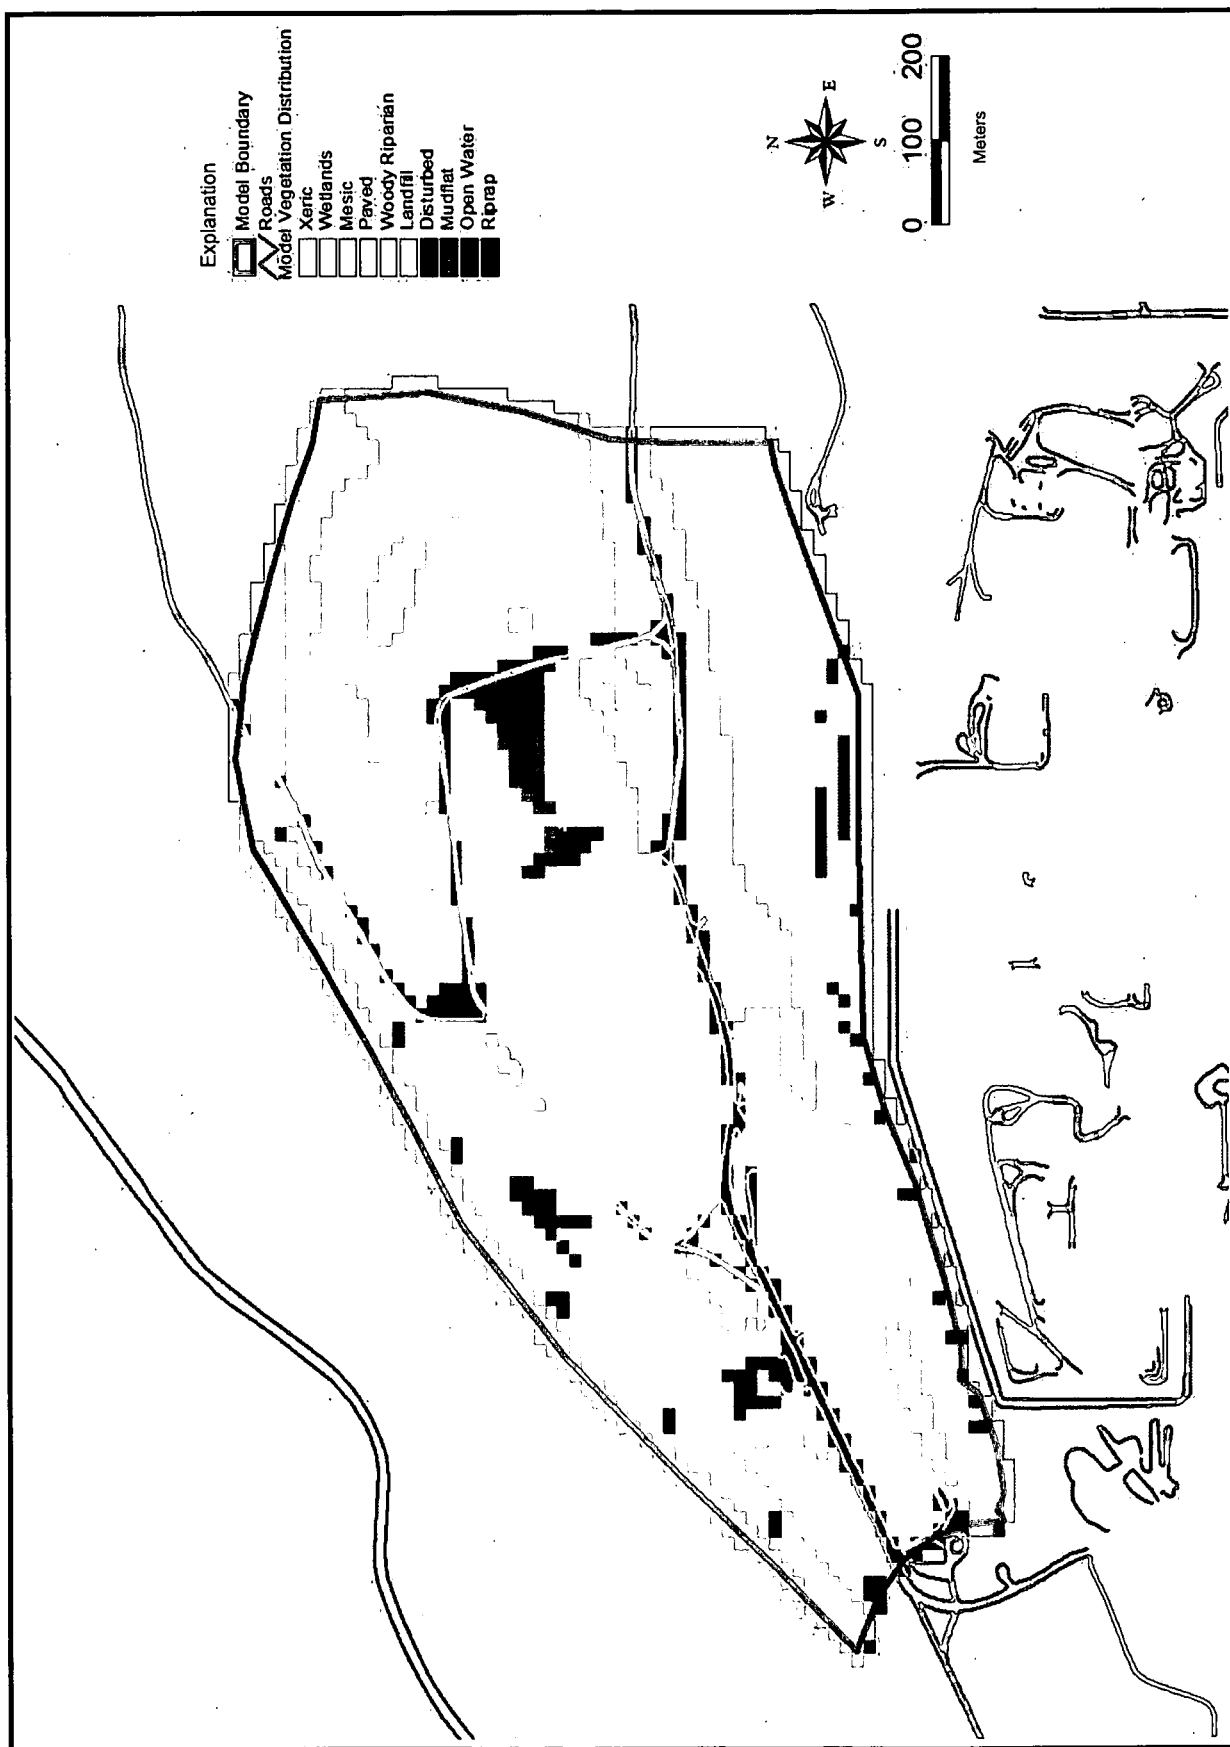 Explanation
Model Boundary
Roads
Model Vegetation Distribution
Xeric
Wetlands
Mesic
Paved
Woody Riparian
Landfill
Disturbed
Mudflat
Open Water
Riprap
N
W E
S
0 100 200
Meters